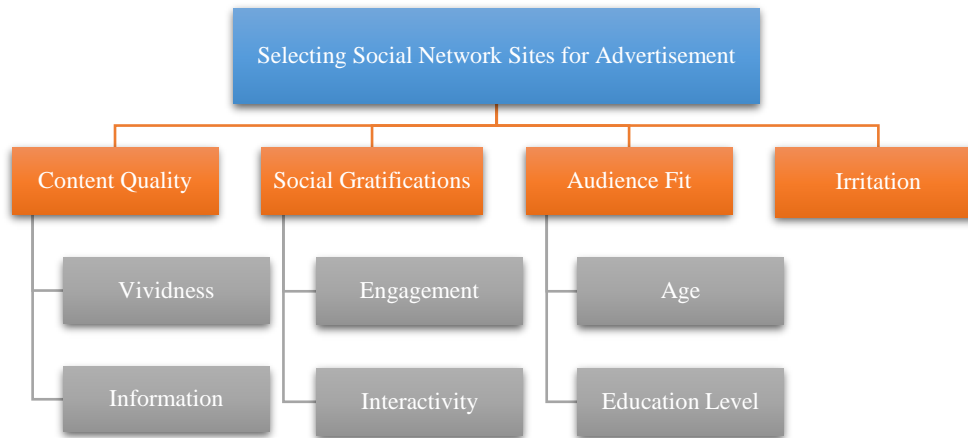 Selecting Social Network Sites for Advertisement
Content Quality
Social Gratifications
Audience Fit
Irritation
Vividness
Engagement
Age
Information
Interactivity
Education Level